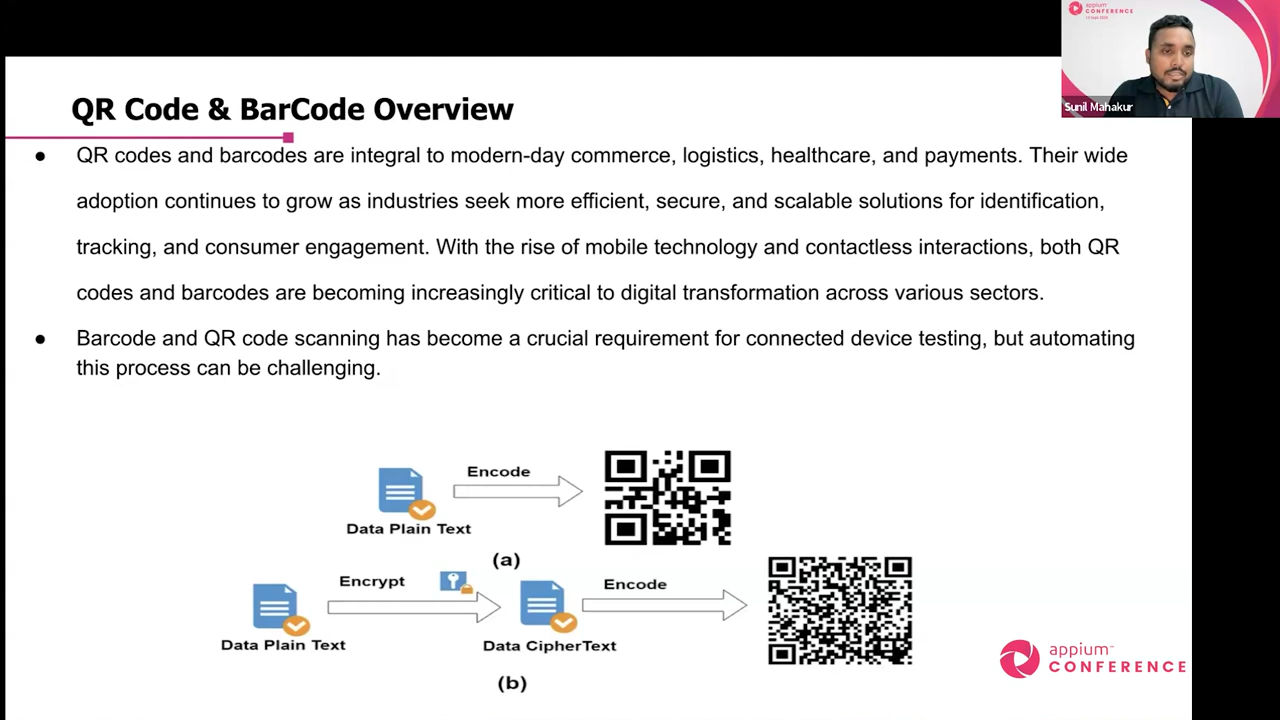 appium
CONFERENCE
Sunil Mahakur
QR Code & BarCode Overview
● QR codes and barcodes are integral to modern-day commerce, logistics, healthcare, and payments. Their wide
adoption continues to grow as industries seek more efficient, secure, and scalable solutions for identification,
tracking, and consumer engagement. With the rise of mobile technology and contactless interactions, both QR
codes and barcodes are becoming increasingly critical to digital transformation across various sectors.
● Barcode and QR code scanning has become a crucial requirement for connected device testing, but automating
this process can be challenging.
Encode
Data Plain Text
(a)
Encrypt
Encode
Data Plain Text
Data CipherText
(b)
appium™
CONFERENCE